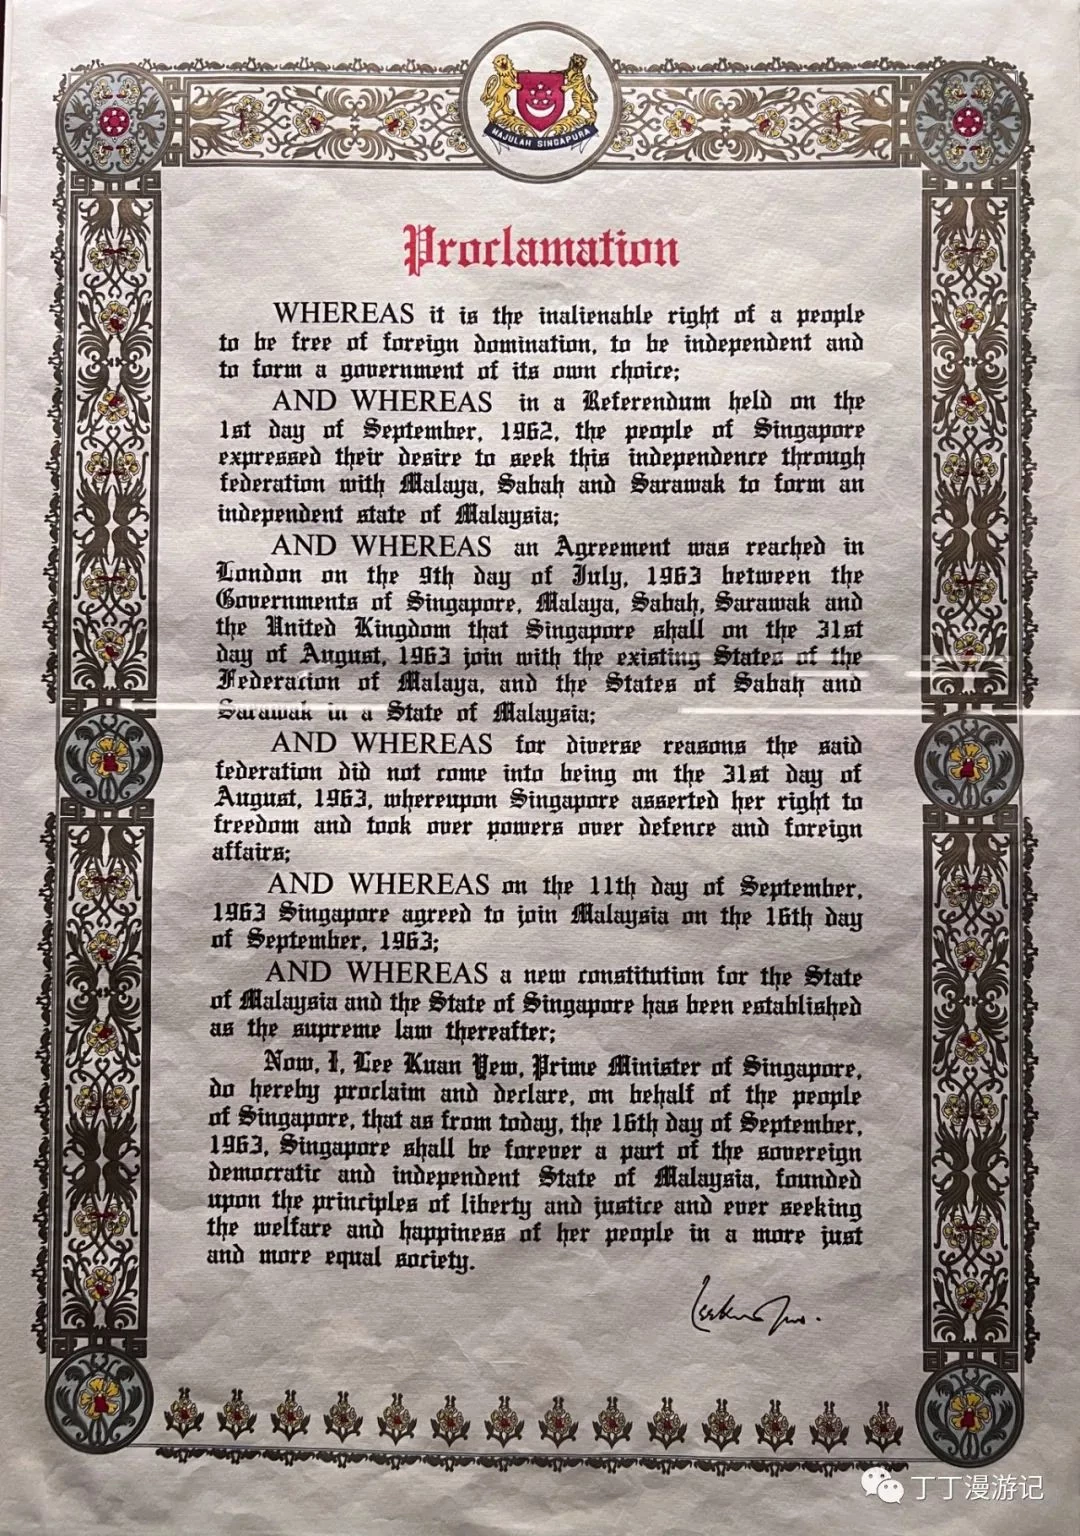 MAJULAH SINGAPURA
Proclamation
WHEREAS it is the inalienable right of a people
to be free of foreign domination, to be independent and
to form a government of its own choice;
AND WHEREAS in a Referendum held on the
1st day of September, 1962, the people of Singapore
expressed their desire to seek this independence through
federation with Malaya, Sabah and Sarawak to form an
independent state of Malaysia;
AND WHEREAS an Agreement was reached in
London on the 9th day of July, 1963 between the
Governments of Singapore, Malaya, Sabah, Sarawak and
the United Kingdom that Singapore shall on the 31st
day of August, 1963 join with the existing States of the
Federation of Malaya, and the States of Sabah and
Sarawak in a State of Malaysia;
AND WHEREAS for diverse reasons the said
federation did not come into being on the 31st day of
August, 1963, whereupon Singapore asserted her right to
freedom and took over powers over defence and foreign
affairs;
AND WHEREAS on the 11th day of September,
1963 Singapore agreed to join Malaysia on the 16th day
of September, 1963;
AND WHEREAS a new constitution for the State
of Malaysia and the State of Singapore has been established
as the supreme law thereafter;
Now, I, Lee Kuan Yew, Prime Minister of Singapore,
do hereby proclaim and declare, on behalf of the people
of Singapore, that as from today, the 16th day of September,
1963, Singapore shall be forever a part of the sovereign
democratic and independent State of Malaysia, founded
upon the principles of liberty and justice and ever seeking
the welfare and happiness of her people in a more just
and more equal society.
丁丁漫游记